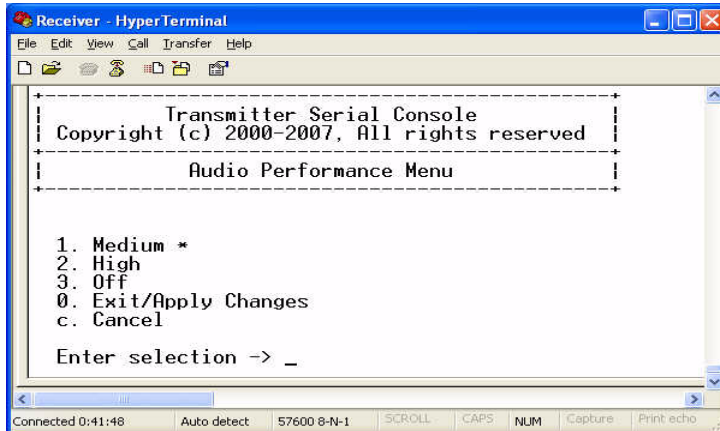 Receiver - HyperTerminal
File Edit View Call Transfer Help
Transmitter Serial Console
Copyright (c) 2000-2007, All rights reserved
Audio Performance Menu
1. Medium *
2. High
3. Off
0. Exit/Apply Changes
c. Cancel
Enter selection -> _
Connected 0:41:48 Auto detect 57600 8-N-1 SCROLL CAPS NUM Capture Print echo